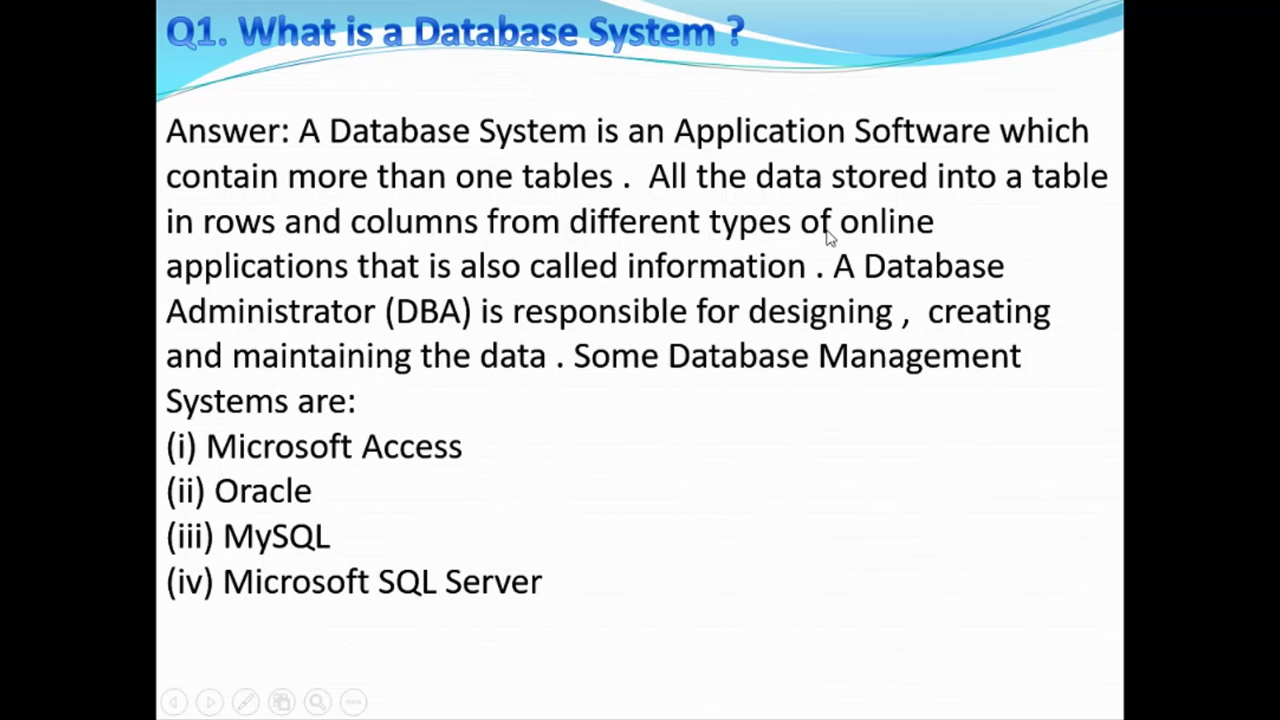 Q1. What is a Database System ?
Answer: A Database System is an Application Software which
contain more than one tables .  All the data stored into a table
in rows and columns from different types of online
applications that is also called information . A Database
Administrator (DBA) is responsible for designing ,  creating
and maintaining the data . Some Database Management
Systems are:
(i) Microsoft Access
(ii) Oracle
(iii) MySQL
(iv) Microsoft SQL Server